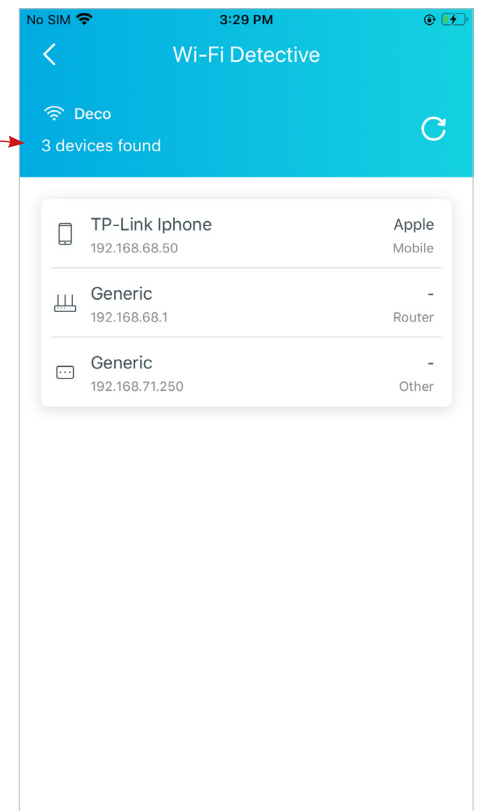 No SIM 3:29 PM
Wi-Fi Detective
Deco
3 devices found
TP-Link Iphone Apple
192.168.68.50 Mobile
Generic -
192.168.68.1 Router
Generic -
192.168.71.250 Other